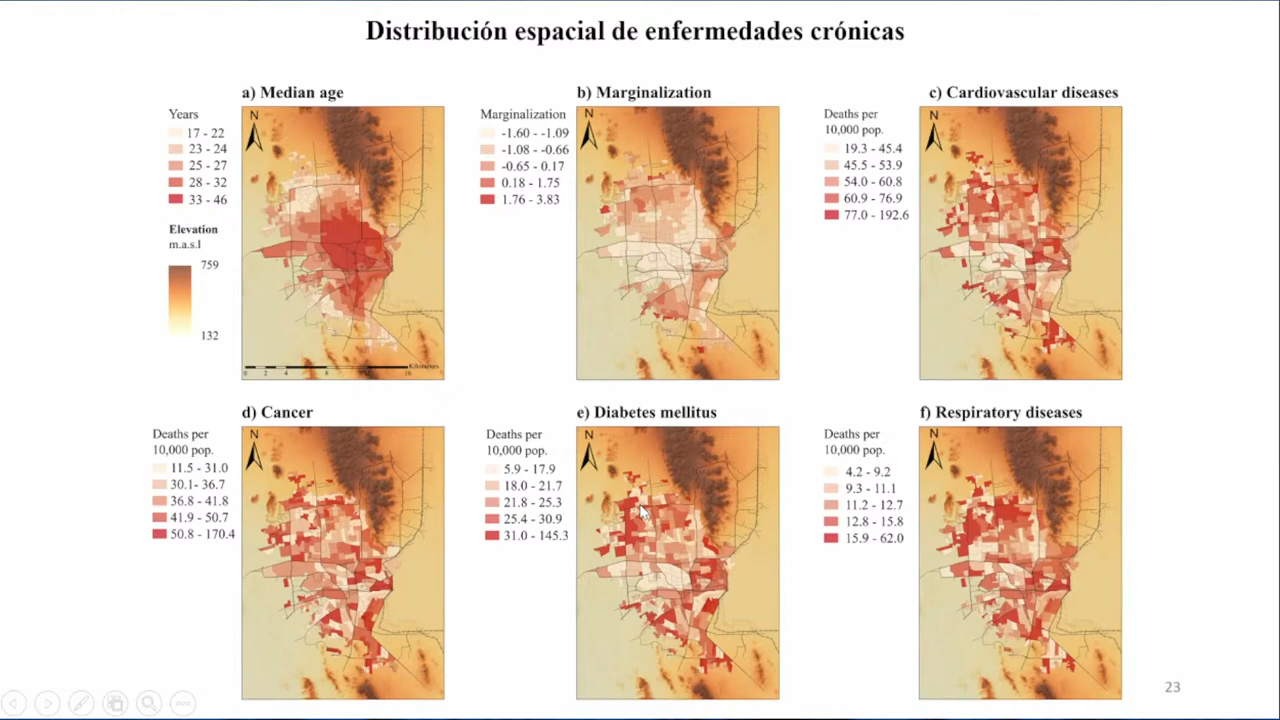 Distribución espacial de enfermedades crónicas
a) Median age
Years
17 - 22
23 - 24
25 - 27
28 - 32
33 - 46
Elevation
m.a.s.l
759
132
N
0 2 4 6 16
Kilometers
b) Marginalization
Marginalization
-1.60 - -1.09
-1.08 - -0.66
-0.65 - 0.17
0.18 - 1.75
1.76 - 3.83
N
c) Cardiovascular diseases
Deaths per
10,000 pop.
19.3 - 45.4
45.5 - 53.9
54.0 - 60.8
60.9 - 76.9
77.0 - 192.6
N
d) Cancer
Deaths per
10,000 pop.
11.5 - 31.0
30.1- 36.7
36.8 - 41.8
41.9 - 50.7
50.8 - 170.4
N
e) Diabetes mellitus
Deaths per
10,000 pop.
5.9 - 17.9
18.0 - 21.7
21.8 - 25.3
25.4 - 30.9
31.0 - 145.3
N
f) Respiratory diseases
Deaths per
10,000 pop.
4.2 - 9.2
9.3 - 11.1
11.2 - 12.7
12.8 - 15.8
15.9 - 62.0
N
23